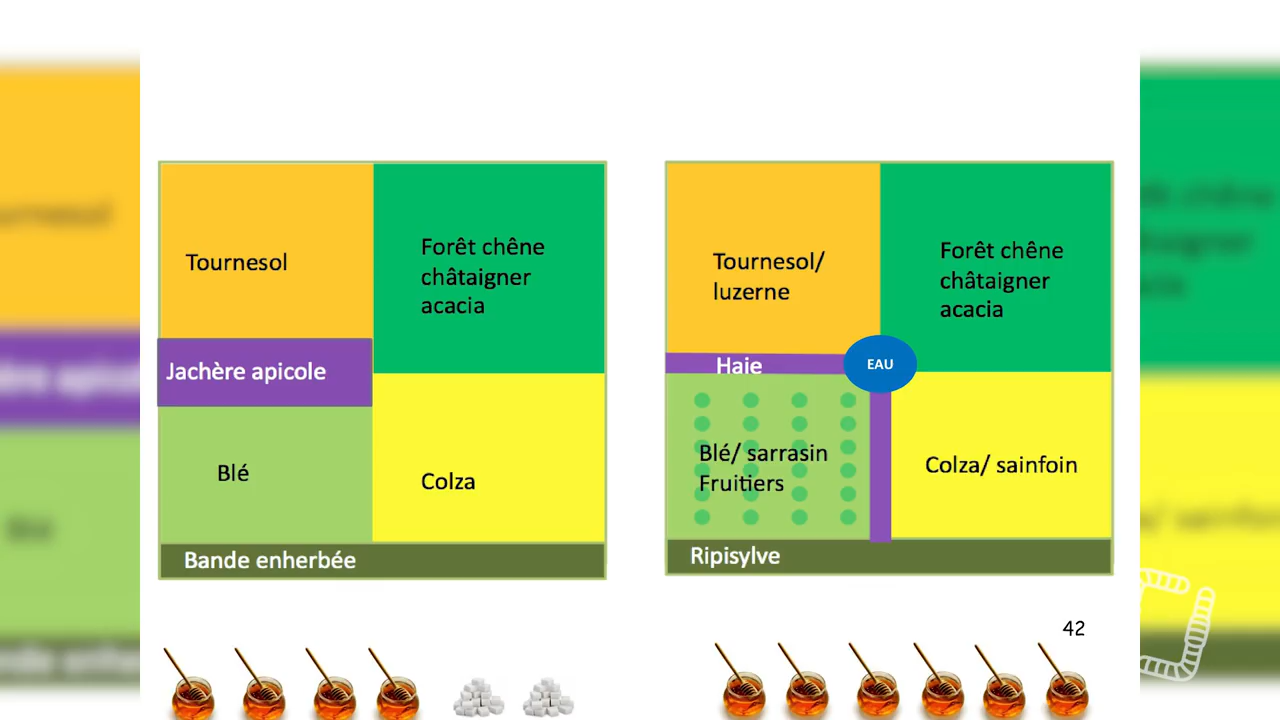 Tournesol
Forêt chêne
châtaigner
acacia
Jachère apicole
Blé
Colza
Bande enherbée
Tournesol/
luzerne
Forêt chêne
châtaigner
acacia
Haie
EAU
Blé/ sarrasin
Fruitiers
Colza/ sainfoin
Ripisylve
42